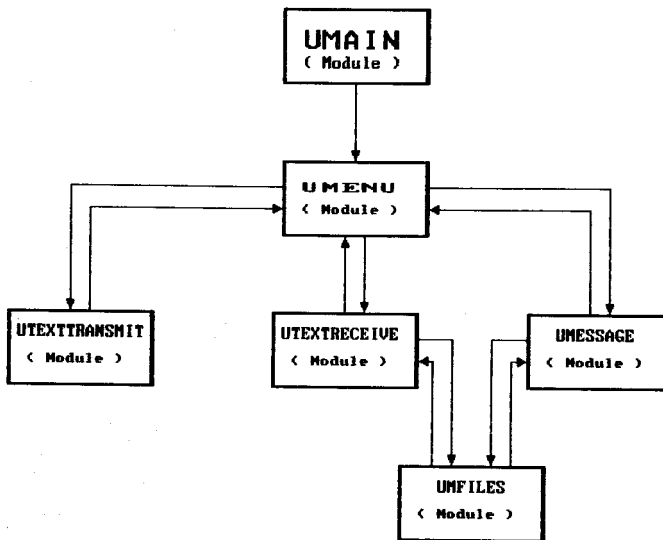 UMAIN
( Module )
UMENU
( Module )
UTEXTTRANSMIT
( Module )
UTEXTRECEIVE
( Module )
UMESSAGE
( Module )
UMFILES
( Module )